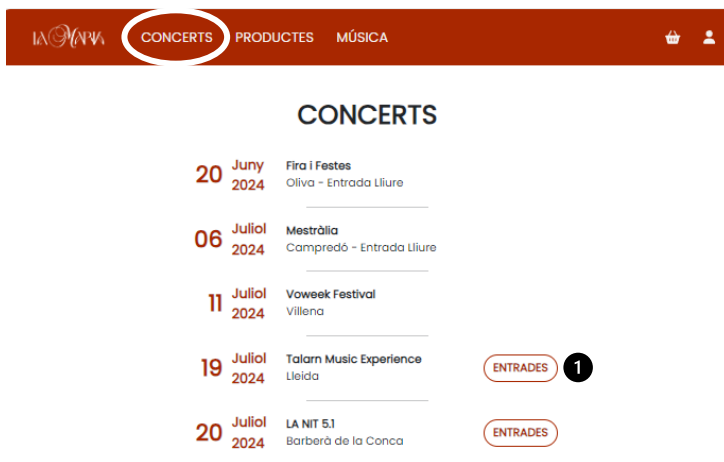 LA MARIA CONCERTS PRODUCTES MÚSICA
CONCERTS
20 Juny 2024 Fira i Festes
Oliva - Entrada Lliure
06 Juliol 2024 Mestràlia
Campredó - Entrada Lliure
11 Juliol 2024 Voweek Festival
Villena
19 Juliol 2024 Talarn Music Experience
Lleida
ENTRADES 1
20 Juliol 2024 LA NIT 5.1
Barberà de la Conca
ENTRADES